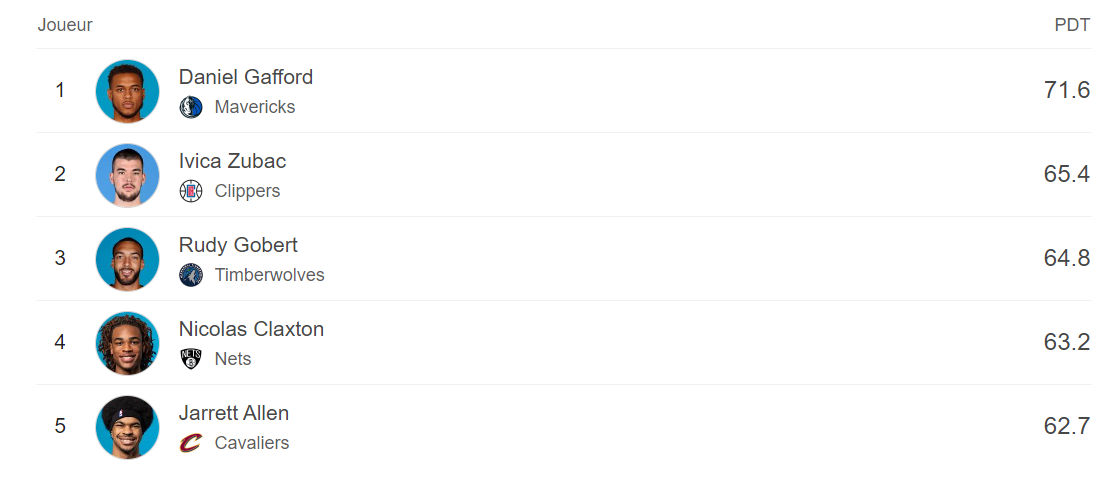 Joueur PDT
1 Daniel Gafford 71.6
Mavericks
2 Ivica Zubac 65.4
Clippers
3 Rudy Gobert 64.8
Timberwolves
4 Nicolas Claxton 63.2
NETS Nets
5 Jarrett Allen 62.7
Cavaliers